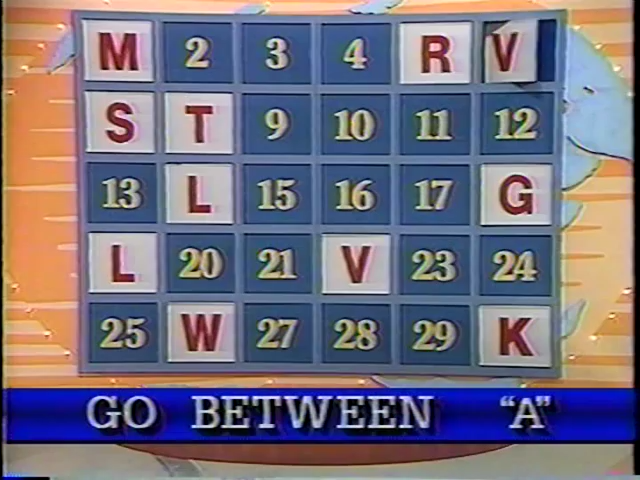 M 2 3 4 R V
S T 9 10 11 12
13 L 15 16 17 G
L 20 21 V 23 24
25 W 27 28 29 K
GO BETWEEN "A"